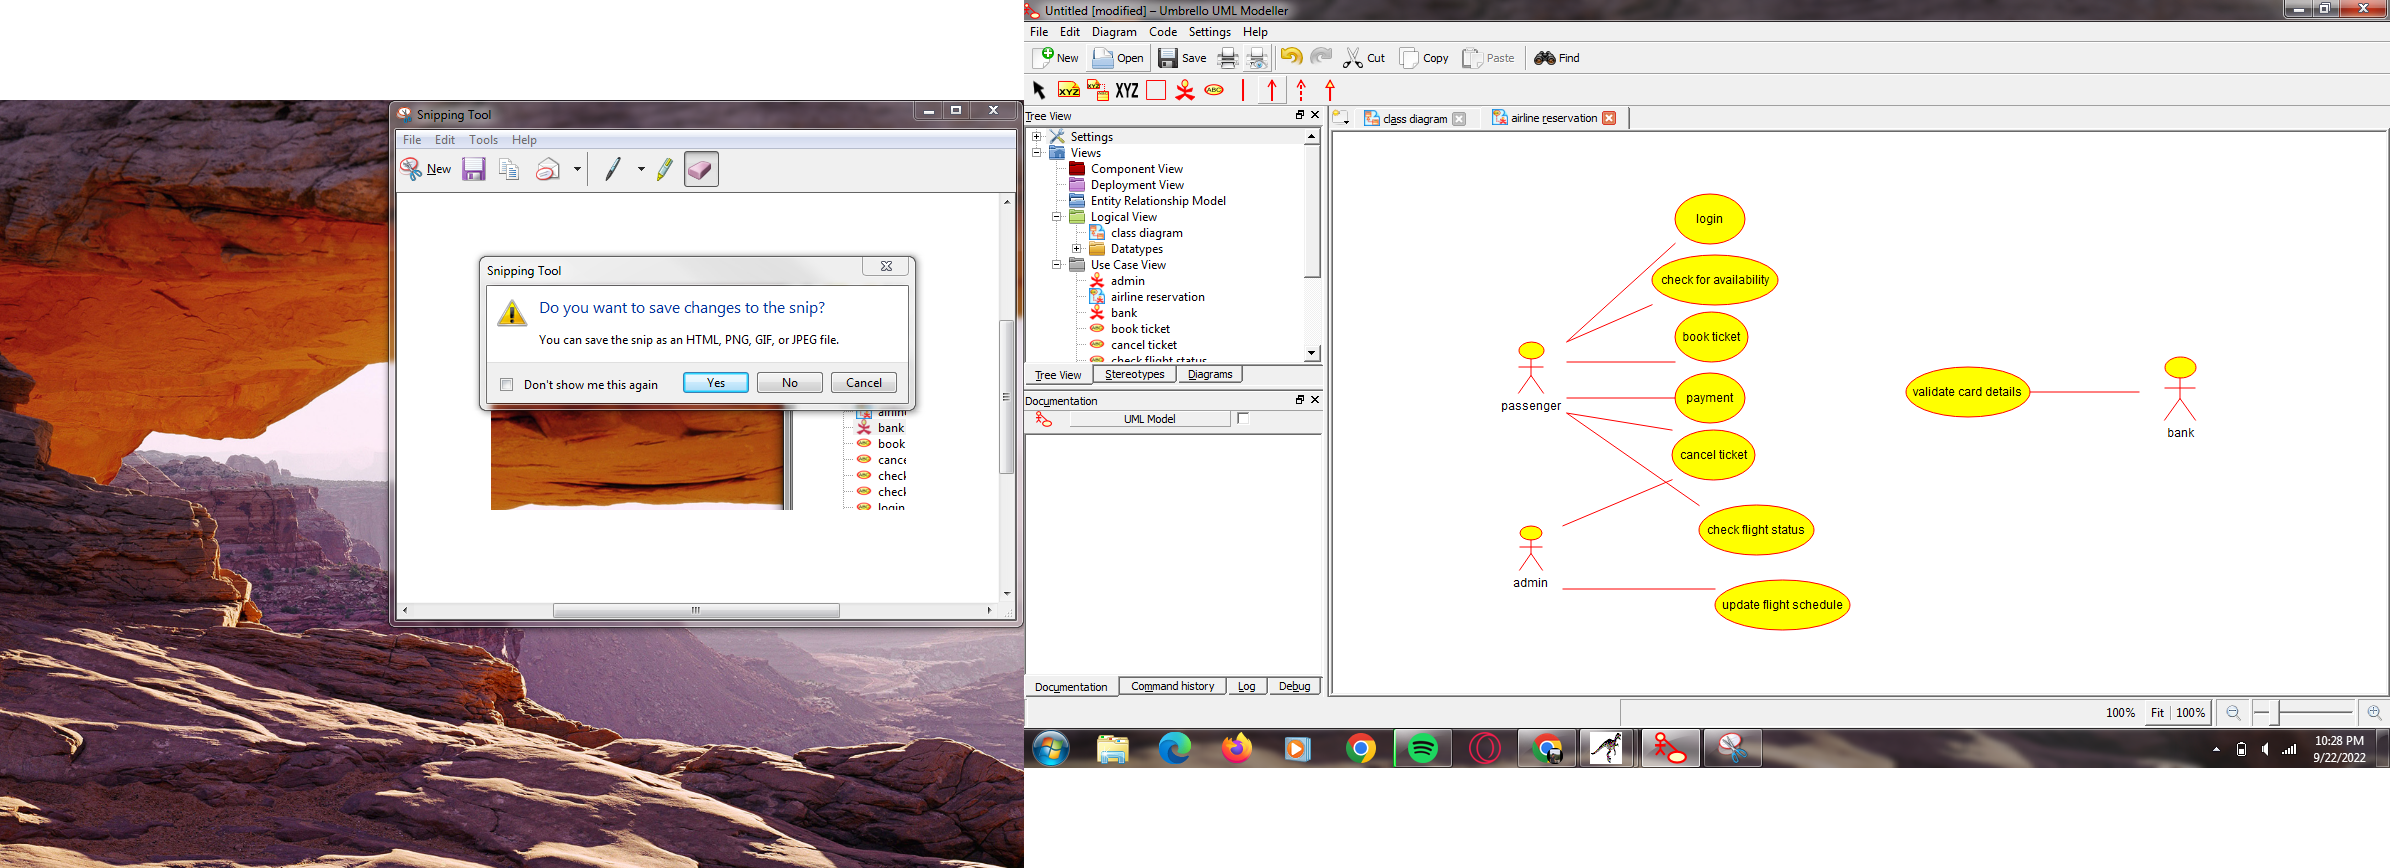 Snipping Tool
File Edit Tools Help
New
Snipping Tool
Do you want to save changes to the snip?
You can save the snip as an HTML, PNG, GIF, or JPEG file.
Don't show me this again
Yes No Cancel
bank
book
cance
check
check
login
Untitled [modified] – Umbrello UML Modeller
File Edit Diagram Code Settings Help
New Open Save Cut Copy Paste Find
XYZ XYZ XYZ ABC
Tree View
Settings
Views
Component View
Deployment View
Entity Relationship Model
Logical View
class diagram
Datatypes
Use Case View
admin
airline reservation
bank
book ticket
cancel ticket
check flight status
Tree View Stereotypes Diagrams
Documentation
UML Model
Documentation Command history Log Debug
class diagram airline reservation
login
check for availability
book ticket
passenger
payment
validate card details
bank
cancel ticket
check flight status
admin
update flight schedule
100% Fit 100%
10:28 PM
9/22/2022